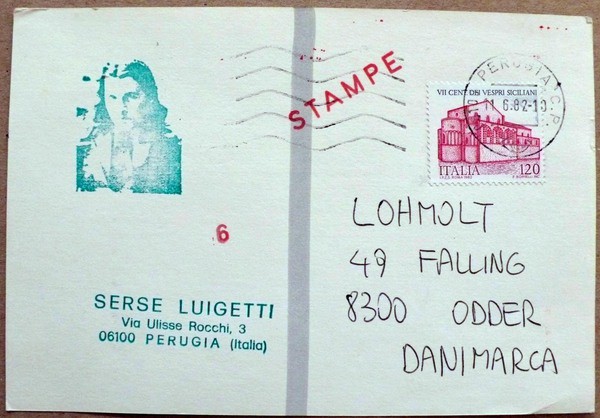 STAMPE
PERUGIA C.P.
1.6.82-19
VII CENT. DEI VESPRI SICILIANI
ITALIA 120
6
SERSE LUIGETTI
Via Ulisse Rocchi, 3
06100 PERUGIA (Italia)
LOHMOLT
49 FALLING
8300 ODDER
DANIMARCA